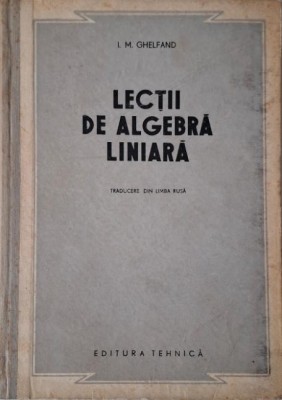 I. M. GHELFAND
LECȚII
DE ALGEBRĂ
LINIARĂ
TRADUCERE DIN LIMBA RUSĂ
EDITURA TEHNICĂ